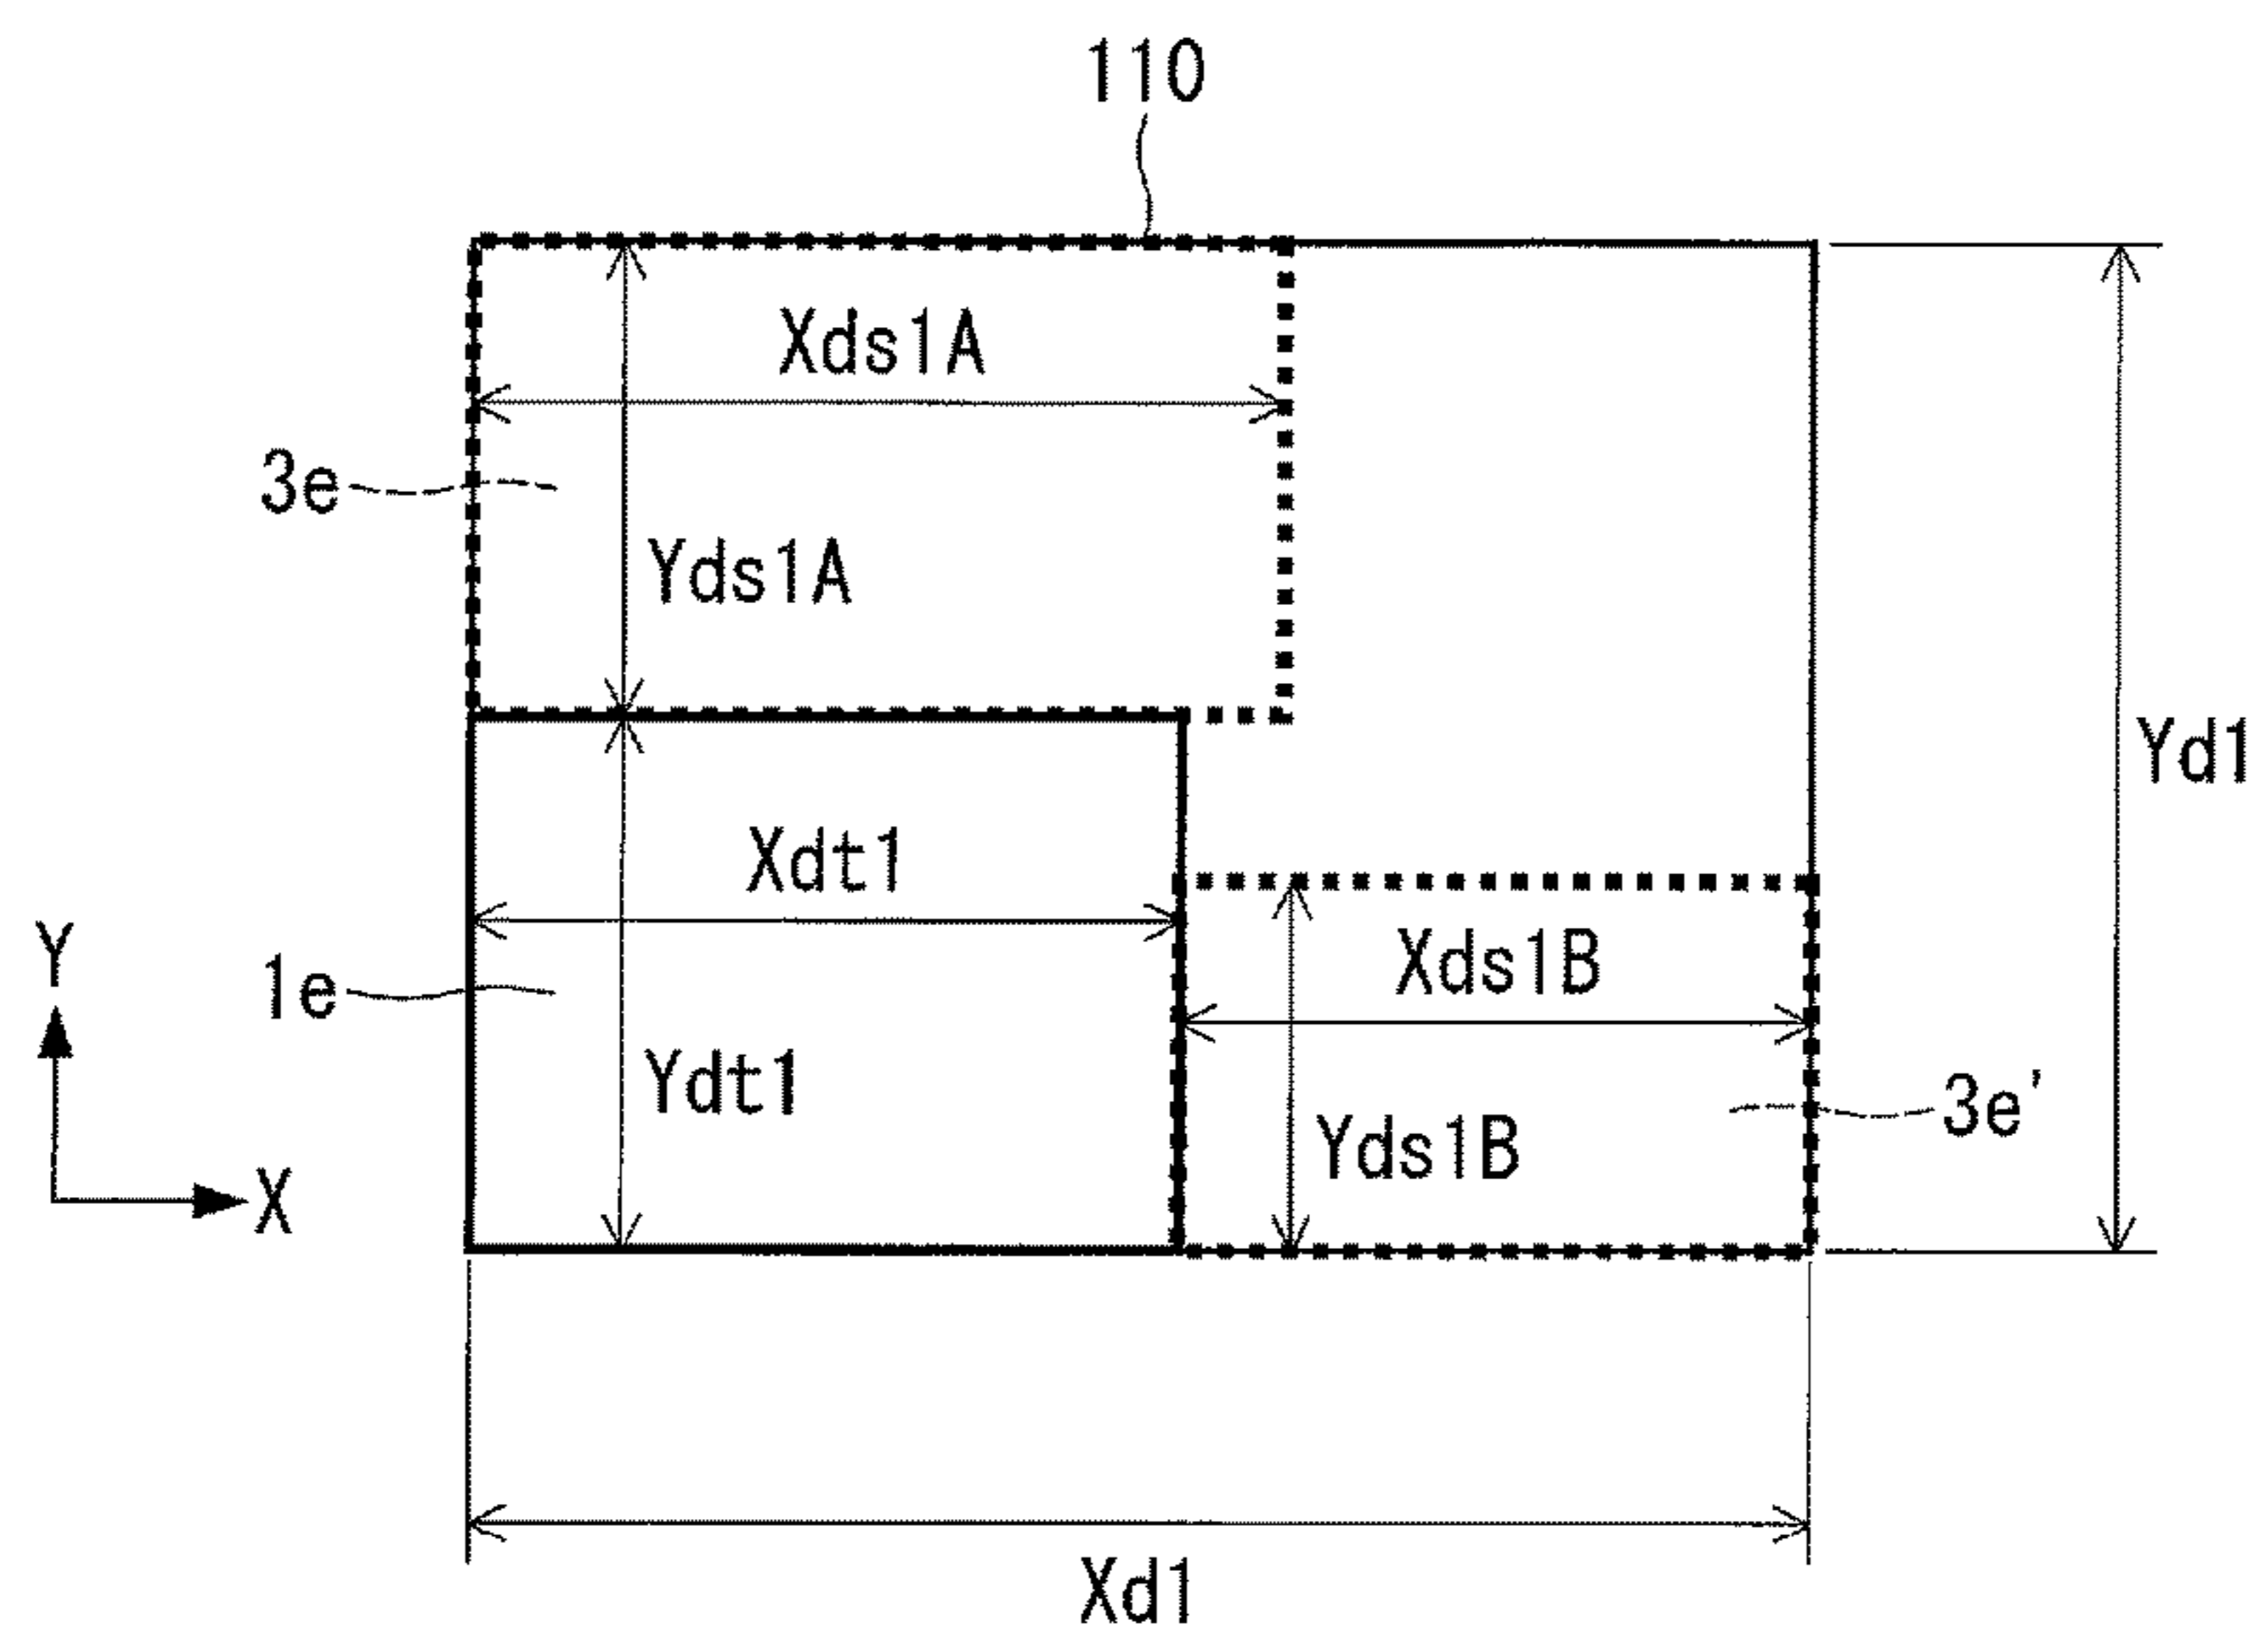 110
Xds1A
3e
Yds1A
Yd1
Xdt1
Y
Xds1B
1e
Ydt1
3e'
Yds1B
X
Xd1